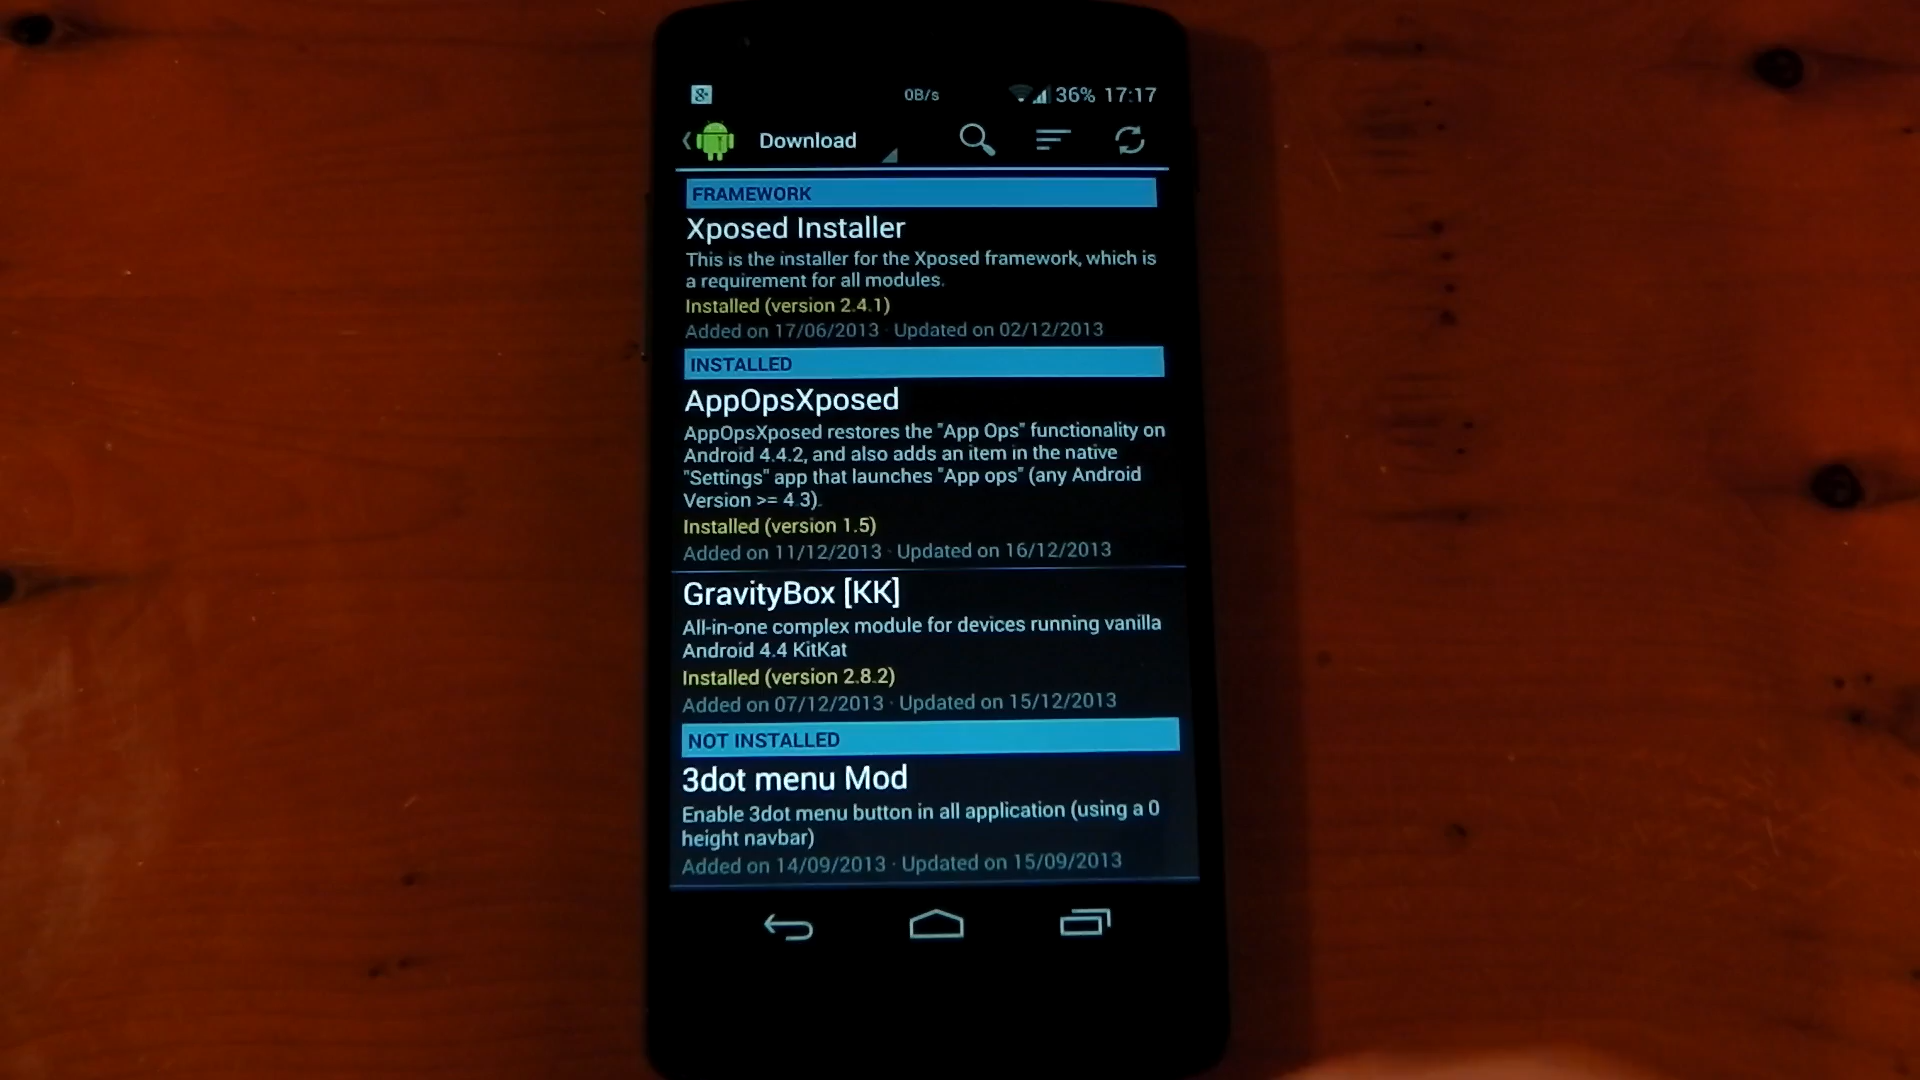 0B/s 36% 17:17
Download
FRAMEWORK
Xposed Installer
This is the installer for the Xposed framework, which is
a requirement for all modules.
Installed (version 2.4.1)
Added on 17/06/2013 · Updated on 02/12/2013
INSTALLED
AppOpsXposed
AppOpsXposed restores the "App Ops" functionality on
Android 4.4.2, and also adds an item in the native
"Settings" app that launches "App ops" (any Android
Version >= 4.3).
Installed (version 1.5)
Added on 11/12/2013 · Updated on 16/12/2013
GravityBox [KK]
All-in-one complex module for devices running vanilla
Android 4.4 KitKat
Installed (version 2.8.2)
Added on 07/12/2013 · Updated on 15/12/2013
NOT INSTALLED
3dot menu Mod
Enable 3dot menu button in all application (using a 0
height navbar)
Added on 14/09/2013 · Updated on 15/09/2013